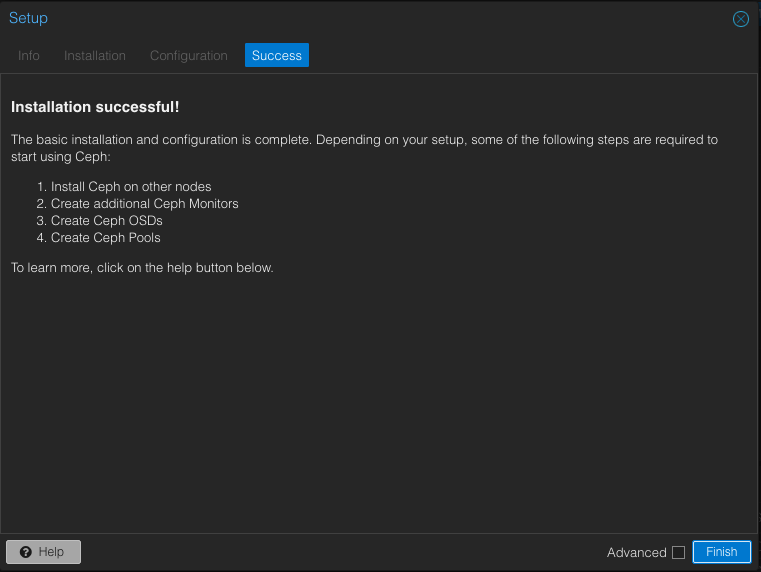 Setup
Info Installation Configuration Success
Installation successful!
The basic installation and configuration is complete. Depending on your setup, some of the following steps are required to
start using Ceph:
1. Install Ceph on other nodes
2. Create additional Ceph Monitors
3. Create Ceph OSDs
4. Create Ceph Pools
To learn more, click on the help button below.
Help Advanced Finish